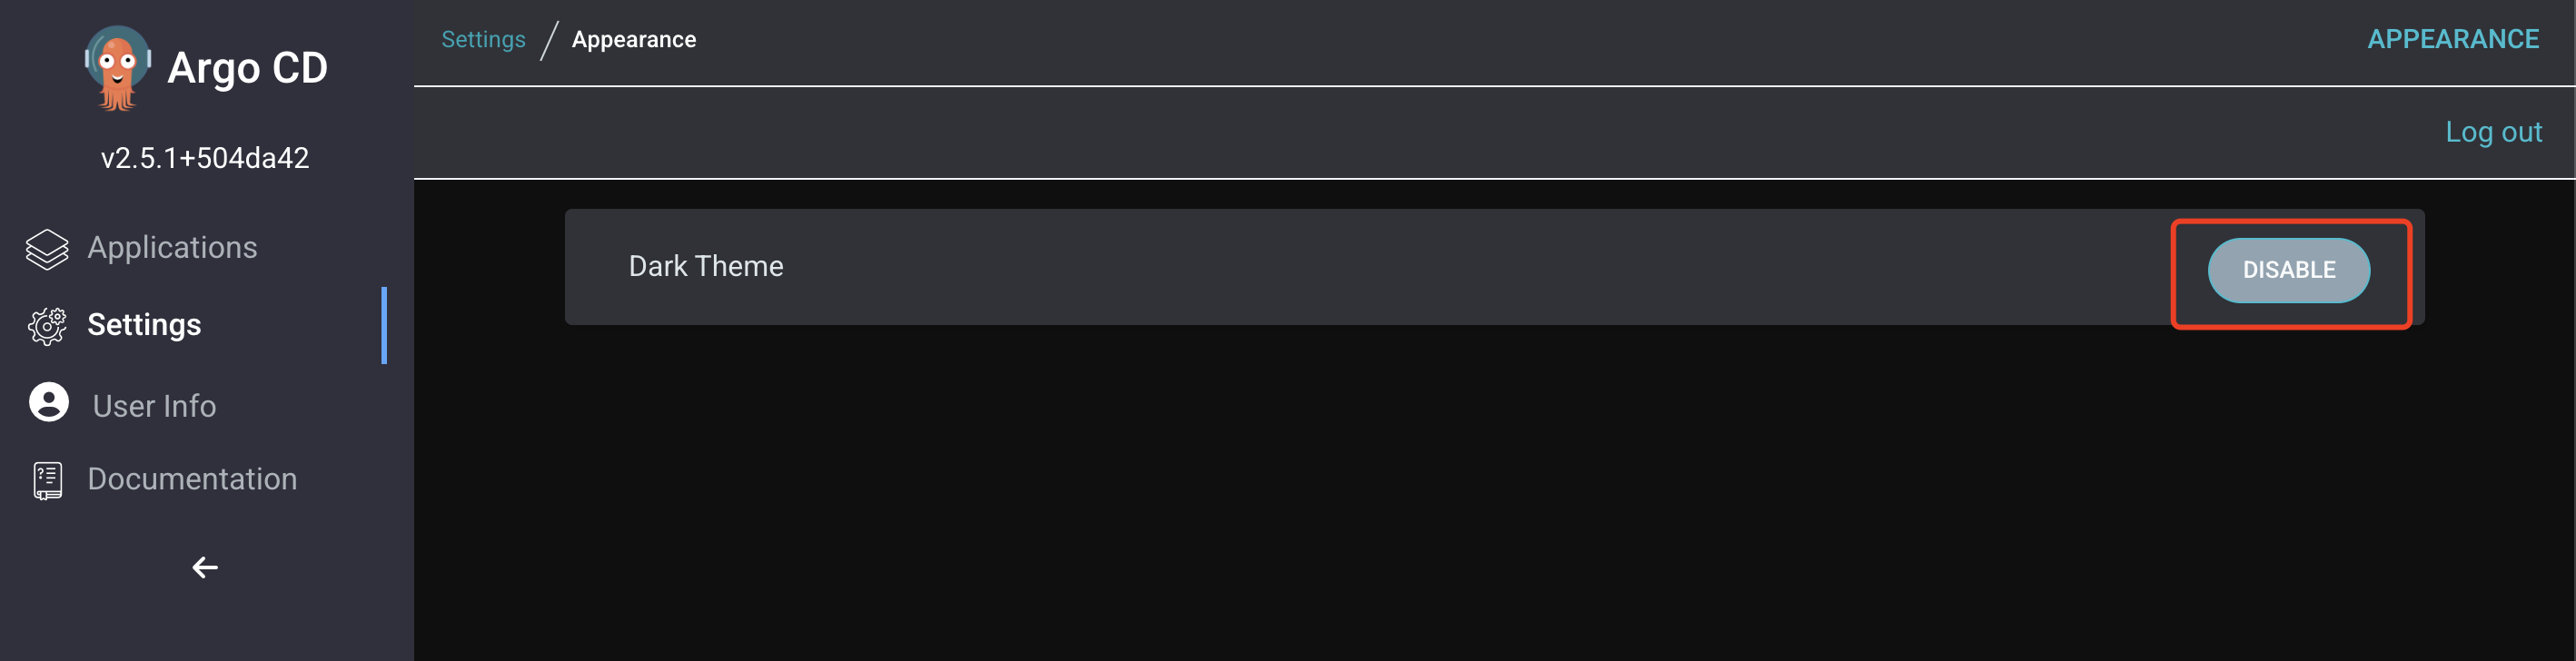 Argo CD
v2.5.1+504da42
Applications
Settings
User Info
Documentation
Settings / Appearance
APPEARANCE
Log out
Dark Theme
DISABLE